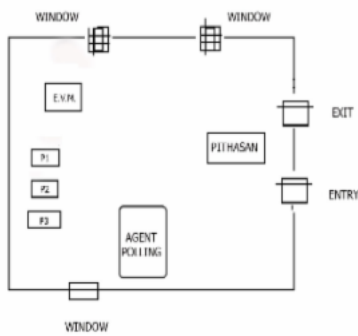 WINDOW
WINDOW
E.V.M.
EXIT
PITHASAN
P1
P2
P3
ENTRY
AGENT
POLLING
WINDOW